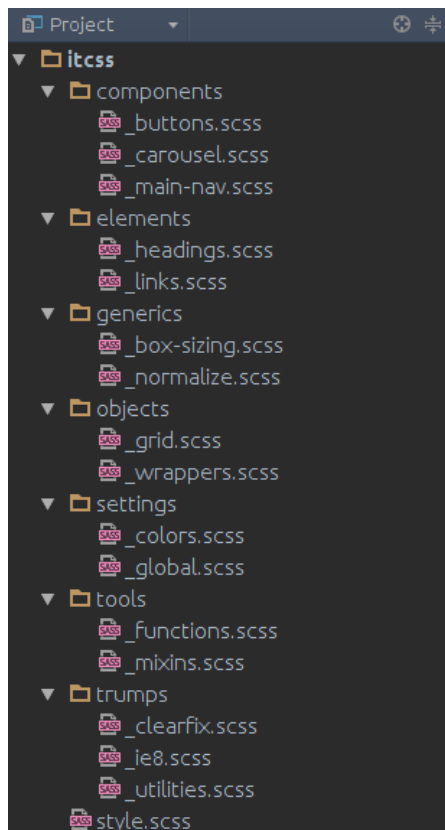 Project
itcss
components
_buttons.scss
_carousel.scss
_main-nav.scss
elements
_headings.scss
_links.scss
generics
_box-sizing.scss
_normalize.scss
objects
_grid.scss
_wrappers.scss
settings
_colors.scss
_global.scss
tools
_functions.scss
_mixins.scss
trumps
_clearfix.scss
_ie8.scss
_utilities.scss
style.scss